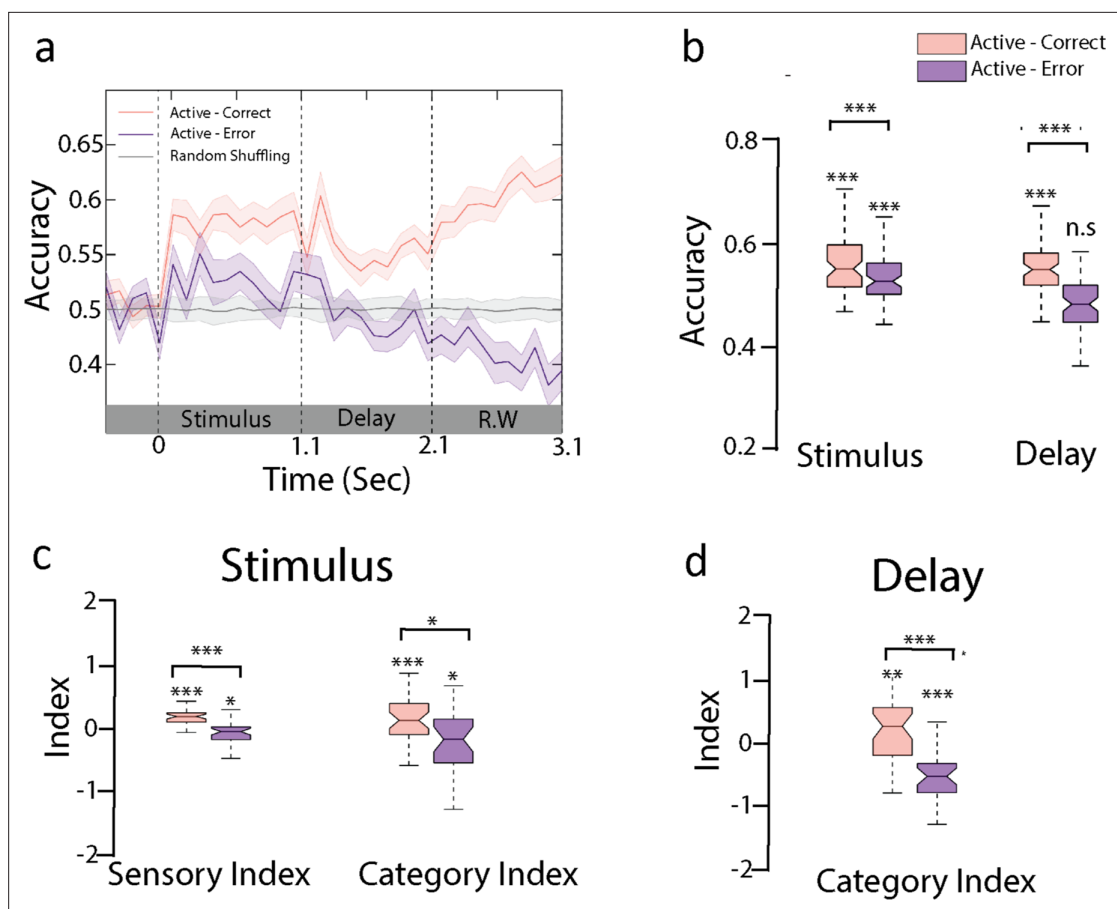 a
Active - Correct
Active - Error
Random Shuffling
0.65
0.6
0.55
0.5
0.4
Accuracy
Stimulus Delay R.W
0 1.1 2.1 3.1
Time (Sec)
b
Active - Correct
Active - Error
*** ***
*** *** *** n.s
0.8
0.6
0.4
0.2
Accuracy
Stimulus Delay
c
Stimulus
2
1
0
-1
-2
Index
*** *
*** * *** *
Sensory Index Category Index
d
Delay
2
1
0
-1
-2
Index
*** *
** ***
Category Index